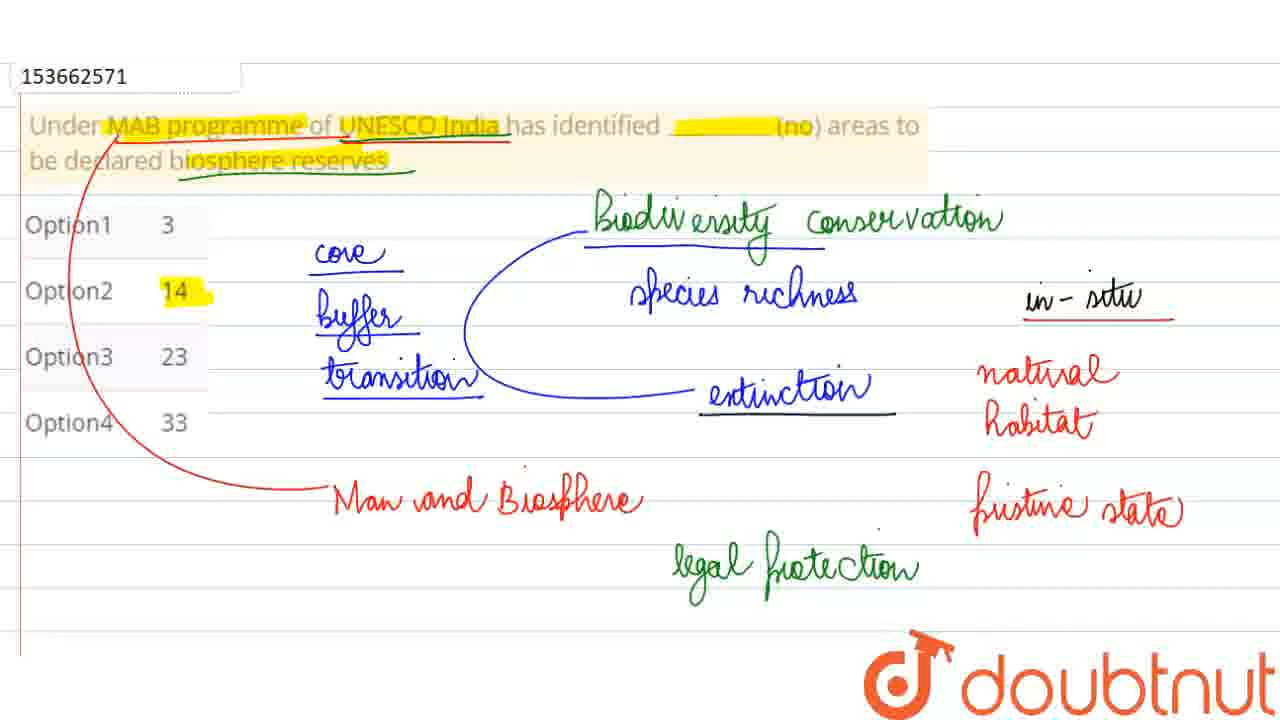 153662571
Under MAB programme of UNESCO India has identified __________(no) areas to
be declared biosphere reserves
Option1 3
Option2 14
Option3 23
Option4 33
core
buffer
transition
Biodiversity conservation
species richness
extinction
in-situ
natural
habitat
pristine state
Man and Biosphere
legal protection
doubtnut